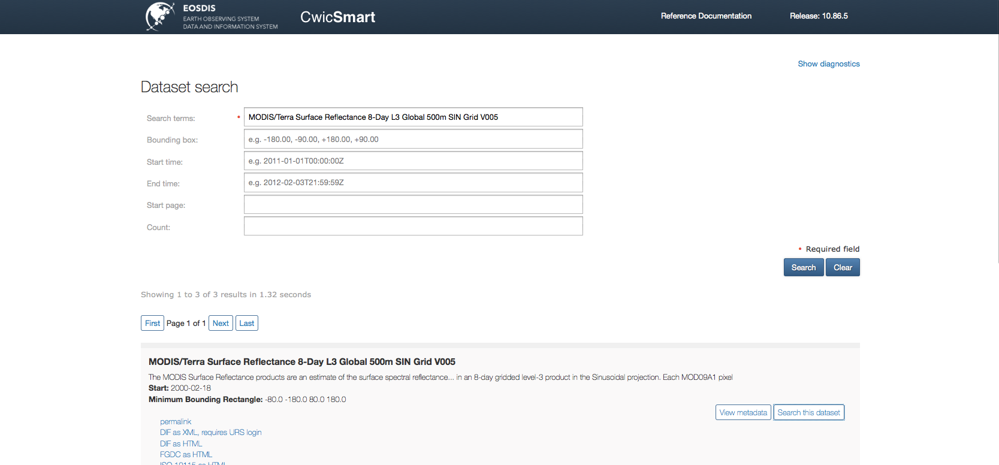 EOSDIS
EARTH OBSERVING SYSTEM
DATA AND INFORMATION SYSTEM
CwicSmart
Reference Documentation
Release: 10.86.5
Show diagnostics
Dataset search
Search terms: • MODIS/Terra Surface Reflectance 8-Day L3 Global 500m SIN Grid V005
Bounding box: e.g. -180.00, -90.00, +180.00, +90.00
Start time: e.g. 2011-01-01T00:00:00Z
End time: e.g. 2012-02-03T21:59:59Z
Start page:
Count:
• Required field
Search Clear
Showing 1 to 3 of 3 results in 1.32 seconds
First Page 1 of 1 Next Last
MODIS/Terra Surface Reflectance 8-Day L3 Global 500m SIN Grid V005
The MODIS Surface Reflectance products are an estimate of the surface spectral reflectance... in an 8-day gridded level-3 product in the Sinusoidal projection. Each MOD09A1 pixel
Start: 2000-02-18
Minimum Bounding Rectangle: -80.0 -180.0 80.0 180.0
View metadata Search this dataset
permalink
DIF as XML, requires URS login
DIF as HTML
FGDC as HTML
ISO 19115 as HTML